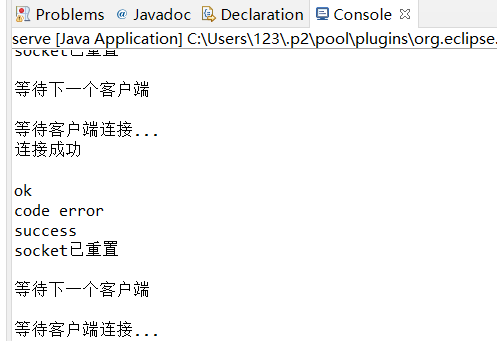 Problems @ Javadoc Declaration Console
serve [Java Application] C:\Users\123\.p2\pool\plugins\org.eclipse.
socket已重置
等待下一个客户端
等待客户端连接...
连接成功
ok
code error
success
socket已重置
等待下一个客户端
等待客户端连接...